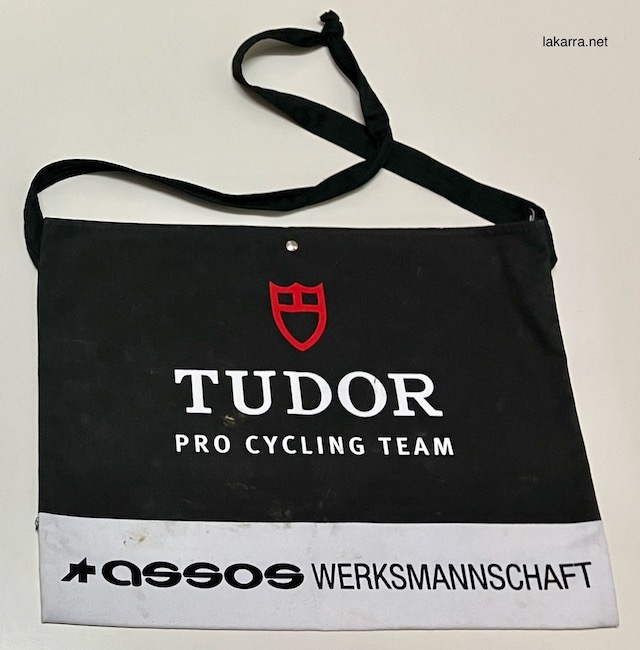 lakarra.net
TUDOR
PRO CYCLING TEAM
assos WERKSMANNSCHAFT